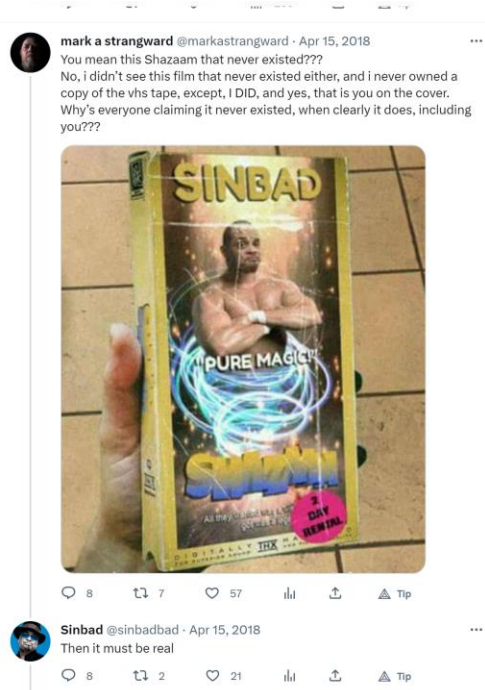 mark a strangward @markastrangward · Apr 15, 2018
You mean this Shazaam that never existed???
No, i didn't see this film that never existed either, and i never owned a
copy of the vhs tape, except, I DID, and yes, that is you on the cover.
Why's everyone claiming it never existed, when clearly it does, including
you???
SINBAD
"PURE MAGIC!"
2
DAY
RENTAL
DIGITALLY THX
8 7 57 Tip
Sinbad @sinbadbad · Apr 15, 2018
Then it must be real
8 2 21 Tip